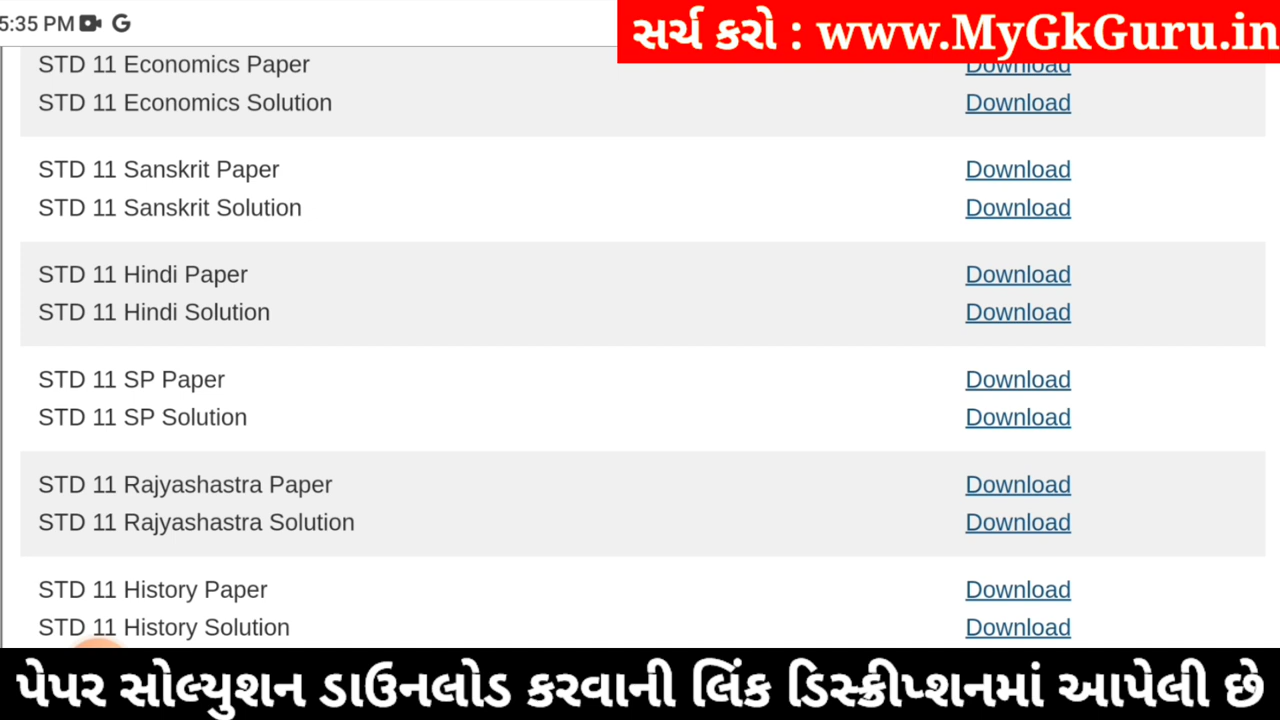 5:35 PM G
સર્ચ કરો : www.MyGkGuru.in
STD 11 Economics Paper Download
STD 11 Economics Solution Download
STD 11 Sanskrit Paper Download
STD 11 Sanskrit Solution Download
STD 11 Hindi Paper Download
STD 11 Hindi Solution Download
STD 11 SP Paper Download
STD 11 SP Solution Download
STD 11 Rajyashastra Paper Download
STD 11 Rajyashastra Solution Download
STD 11 History Paper Download
STD 11 History Solution Download
પેપર સોલ્યુશન ડાઉનલોડ કરવાની લિંક ડિસ્ક્રીપ્શનમાં આપેલી છે